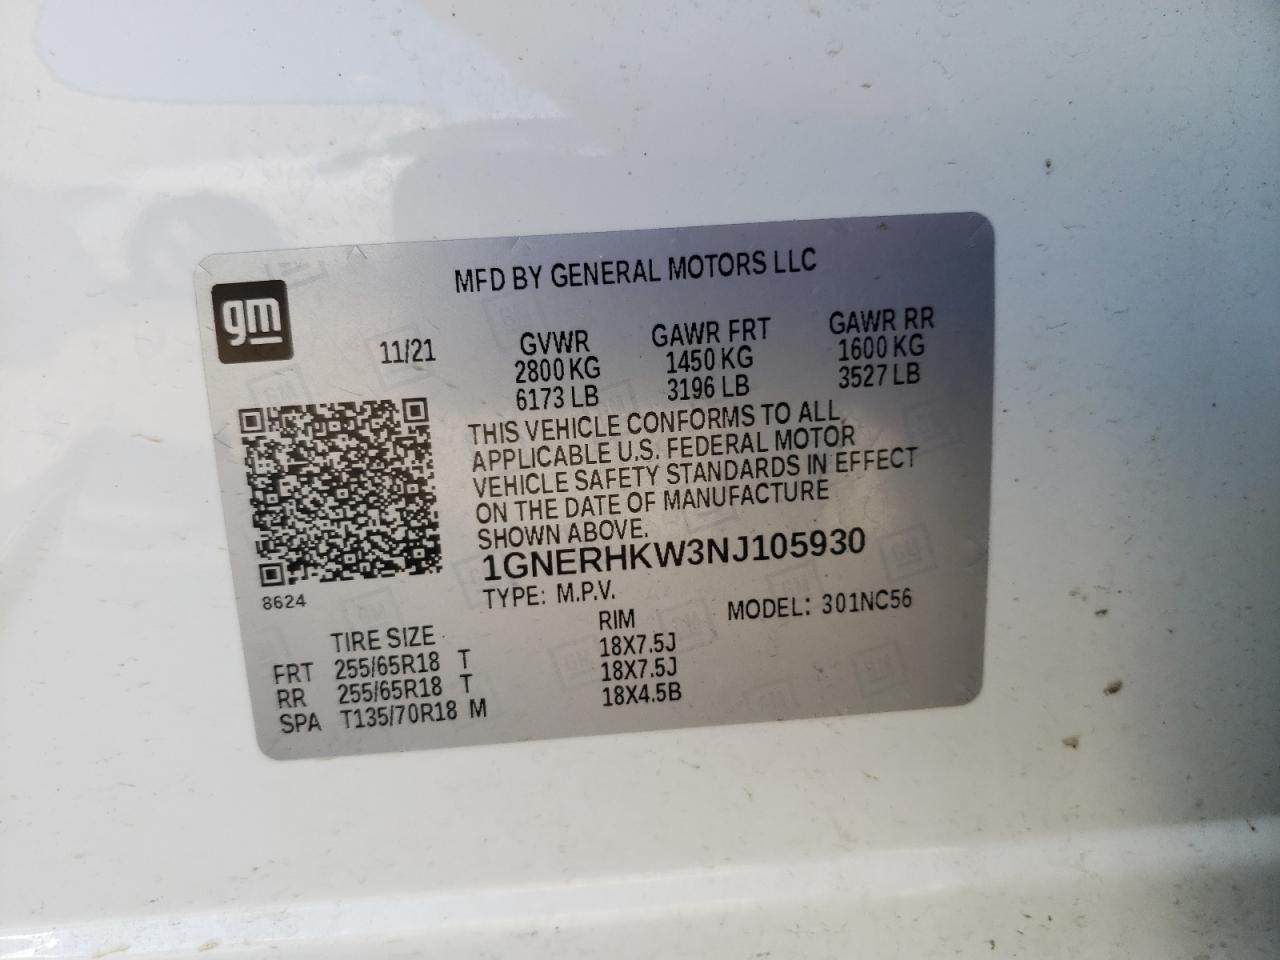 MFD BY GENERAL MOTORS LLC
gm
11/21
GVWR GAWR FRT GAWR RR
2800 KG 1450 KG 1600 KG
6173 LB 3196 LB 3527 LB
THIS VEHICLE CONFORMS TO ALL
APPLICABLE U.S. FEDERAL MOTOR
VEHICLE SAFETY STANDARDS IN EFFECT
ON THE DATE OF MANUFACTURE
SHOWN ABOVE.
1GNERHKW3NJ105930
8624
TYPE: M.P.V. MODEL: 301NC56
TIRE SIZE RIM
FRT 255/65R18 T 18X7.5J
RR 255/65R18 T 18X7.5J
SPA T135/70R18 M 18X4.5B